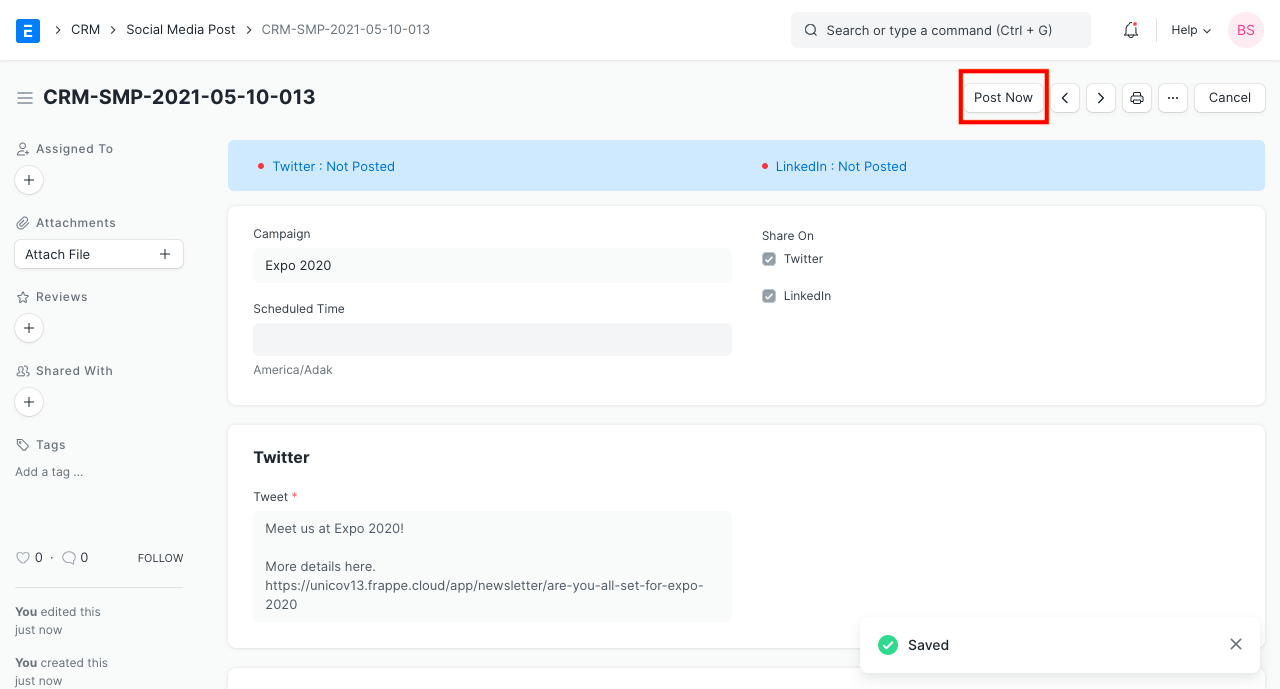 E
CRM
Social Media Post
CRM-SMP-2021-05-10-013
Search or type a command (Ctrl + G)
Help
BS
CRM-SMP-2021-05-10-013
Post Now
Cancel
Assigned To
Attachments
Attach File
Reviews
Shared With
Tags
Add a tag ...
0 · 0
FOLLOW
You edited this
just now
You created this
just now
Twitter : Not Posted
LinkedIn : Not Posted
Campaign
Expo 2020
Scheduled Time
America/Adak
Share On
Twitter
LinkedIn
Twitter
Tweet *
Meet us at Expo 2020!
More details here.
https://unicov13.frappe.cloud/app/newsletter/are-you-all-set-for-expo-
2020
Saved